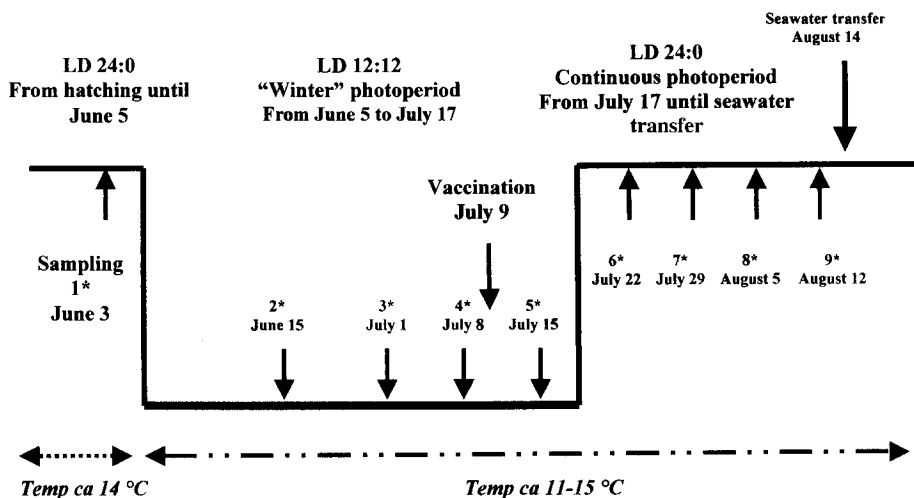 Seawater transfer
August 14
LD 24:0
From hatching until
June 5
LD 12:12
“Winter” photoperiod
From June 5 to July 17
LD 24:0
Continuous photoperiod
From July 17 until seawater
transfer
Vaccination
July 9
Sampling
1*
June 3
2*
June 15
3*
July 1
4*
July 8
5*
July 15
6*
July 22
7*
July 29
8*
August 5
9*
August 12
Temp ca 14 °C
Temp ca 11-15 °C